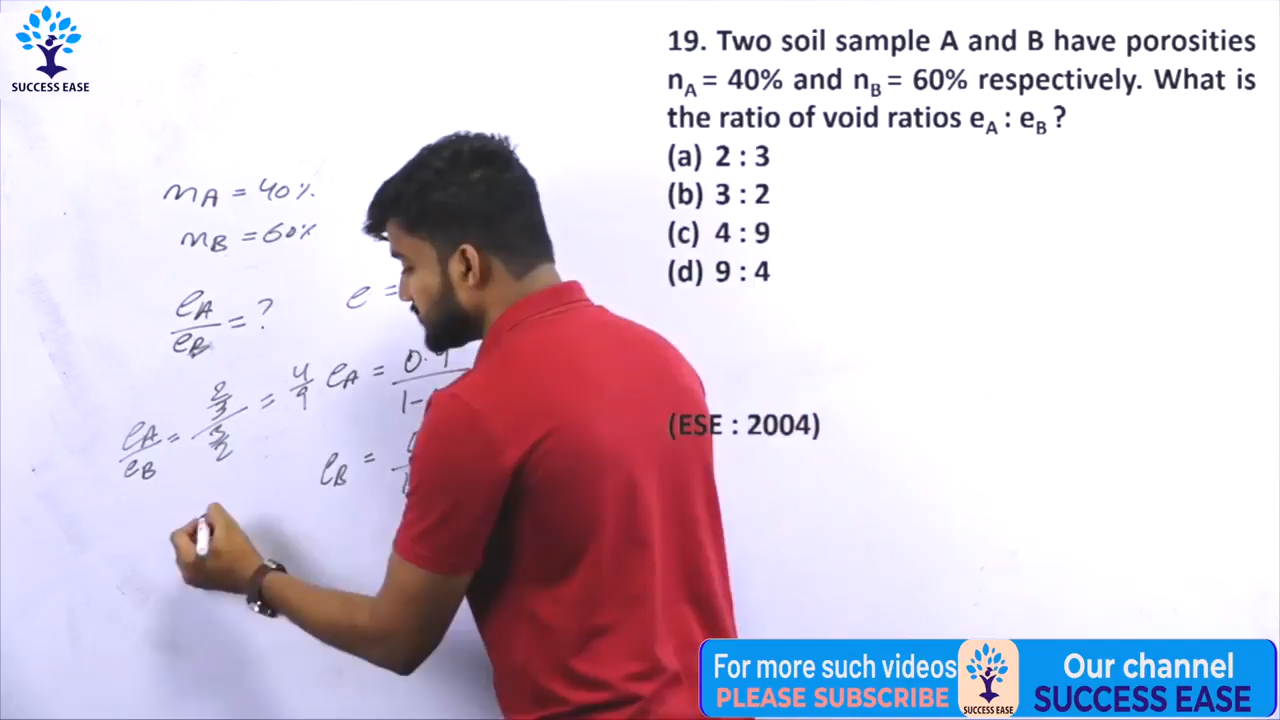 SUCCESS EASE
19. Two soil sample A and B have porosities
nA = 40% and nB = 60% respectively. What is
the ratio of void ratios eA : eB ?
(a) 2 : 3
(b) 3 : 2
(c) 4 : 9
(d) 9 : 4
(ESE : 2004)
nA = 40%.
nB = 60%
eA/eB = ?
e =
eA/eB = 2/3 / 3/2 = 4/9
eA =
eB =
For more such videos
PLEASE SUBSCRIBE
SUCCESS EASE
Our channel
SUCCESS EASE